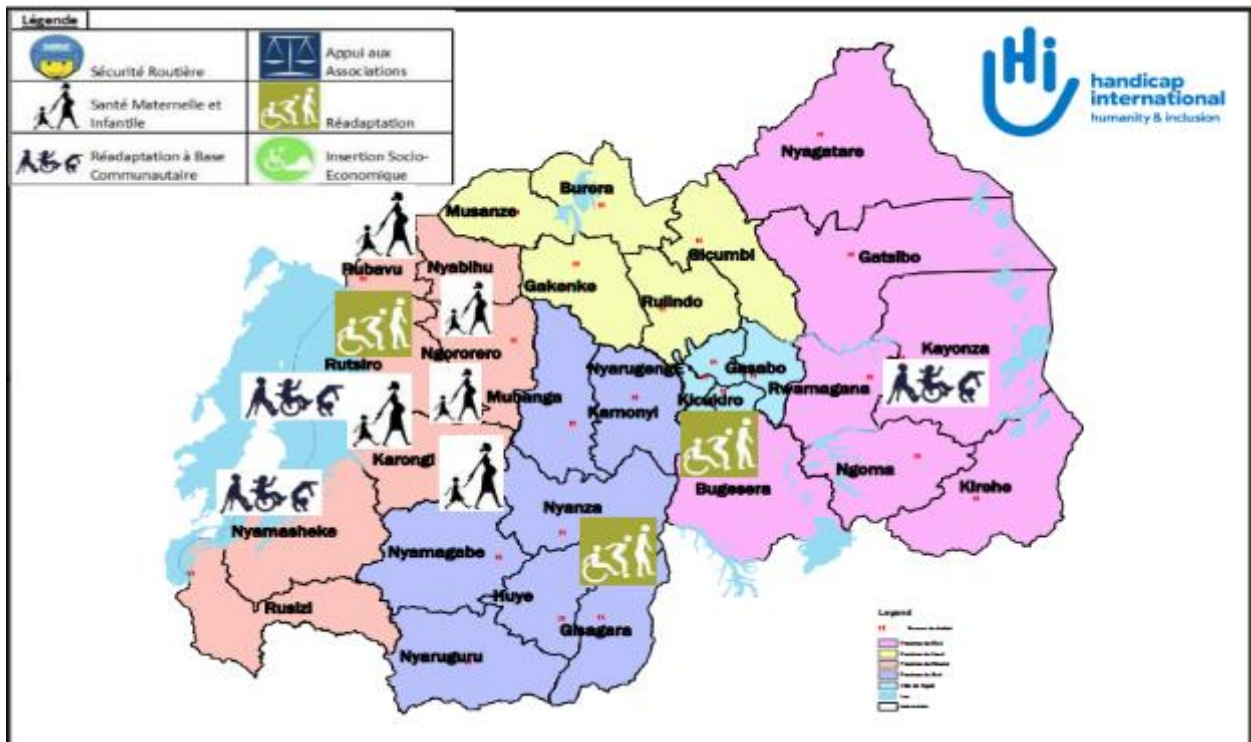 Légende
Sécurité Routière
Appui aux
Associations
Santé Maternelle et
Infantile
Réadaptation
Réadaptation à Base
Communautaire
Insertion Socio-
Economique
Hi
handicap
international
humanity & inclusion
Nyagatare
Burera
Musanze
Gicumbi
Gatsibo
Rubavu
Nyabihu
Gakenke
Rulindo
Rutsiro
Ngororero
Kayonza
Nyarugenge
Gasabo
Rwamagana
Muhanga
Kamonyi
Kicukiro
Karongi
Ngoma
Kirehe
Bugesera
Nyanza
Nyamasheke
Nyamagabe
Huye
Rusizi
Gisagara
Nyaruguru
Legend